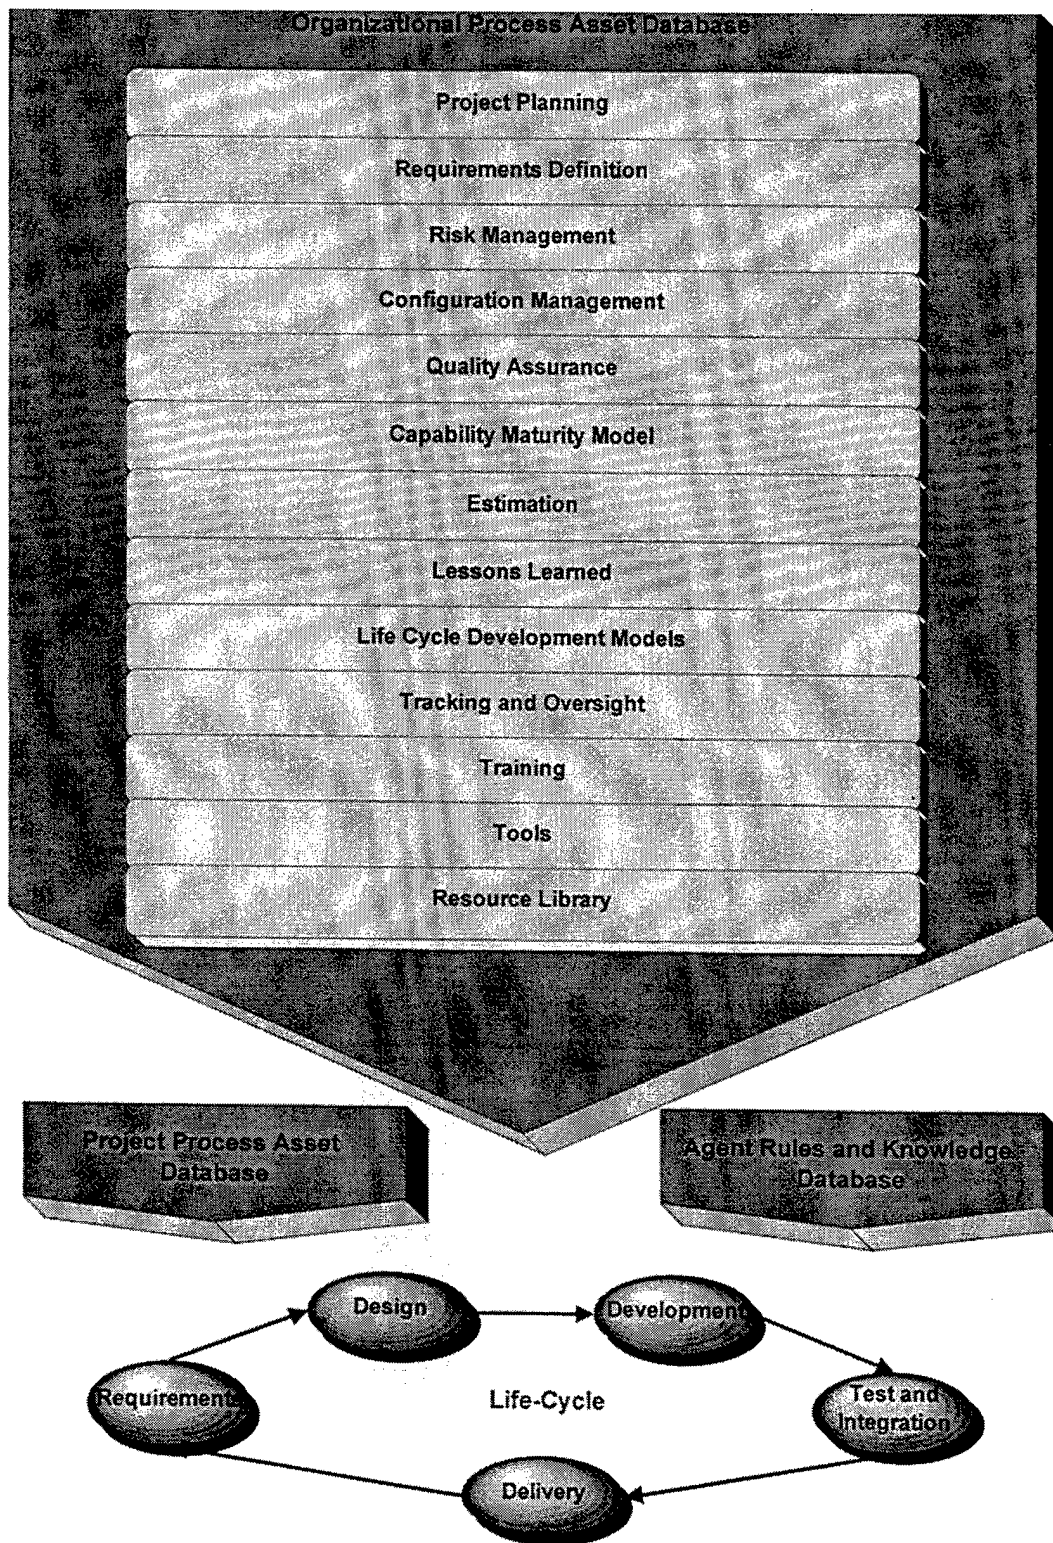 Organizational Process Asset Database
Project Planning
Requirements Definition
Risk Management
Configuration Management
Quality Assurance
Capability Maturity Model
Estimation
Lessons Learned
Life Cycle Development Models
Tracking and Oversight
Training
Tools
Resource Library
Project Process Asset
Database
Agent Rules and Knowledge
Database
Design
Development
Requirements
Life-Cycle
Test and
Integration
Delivery